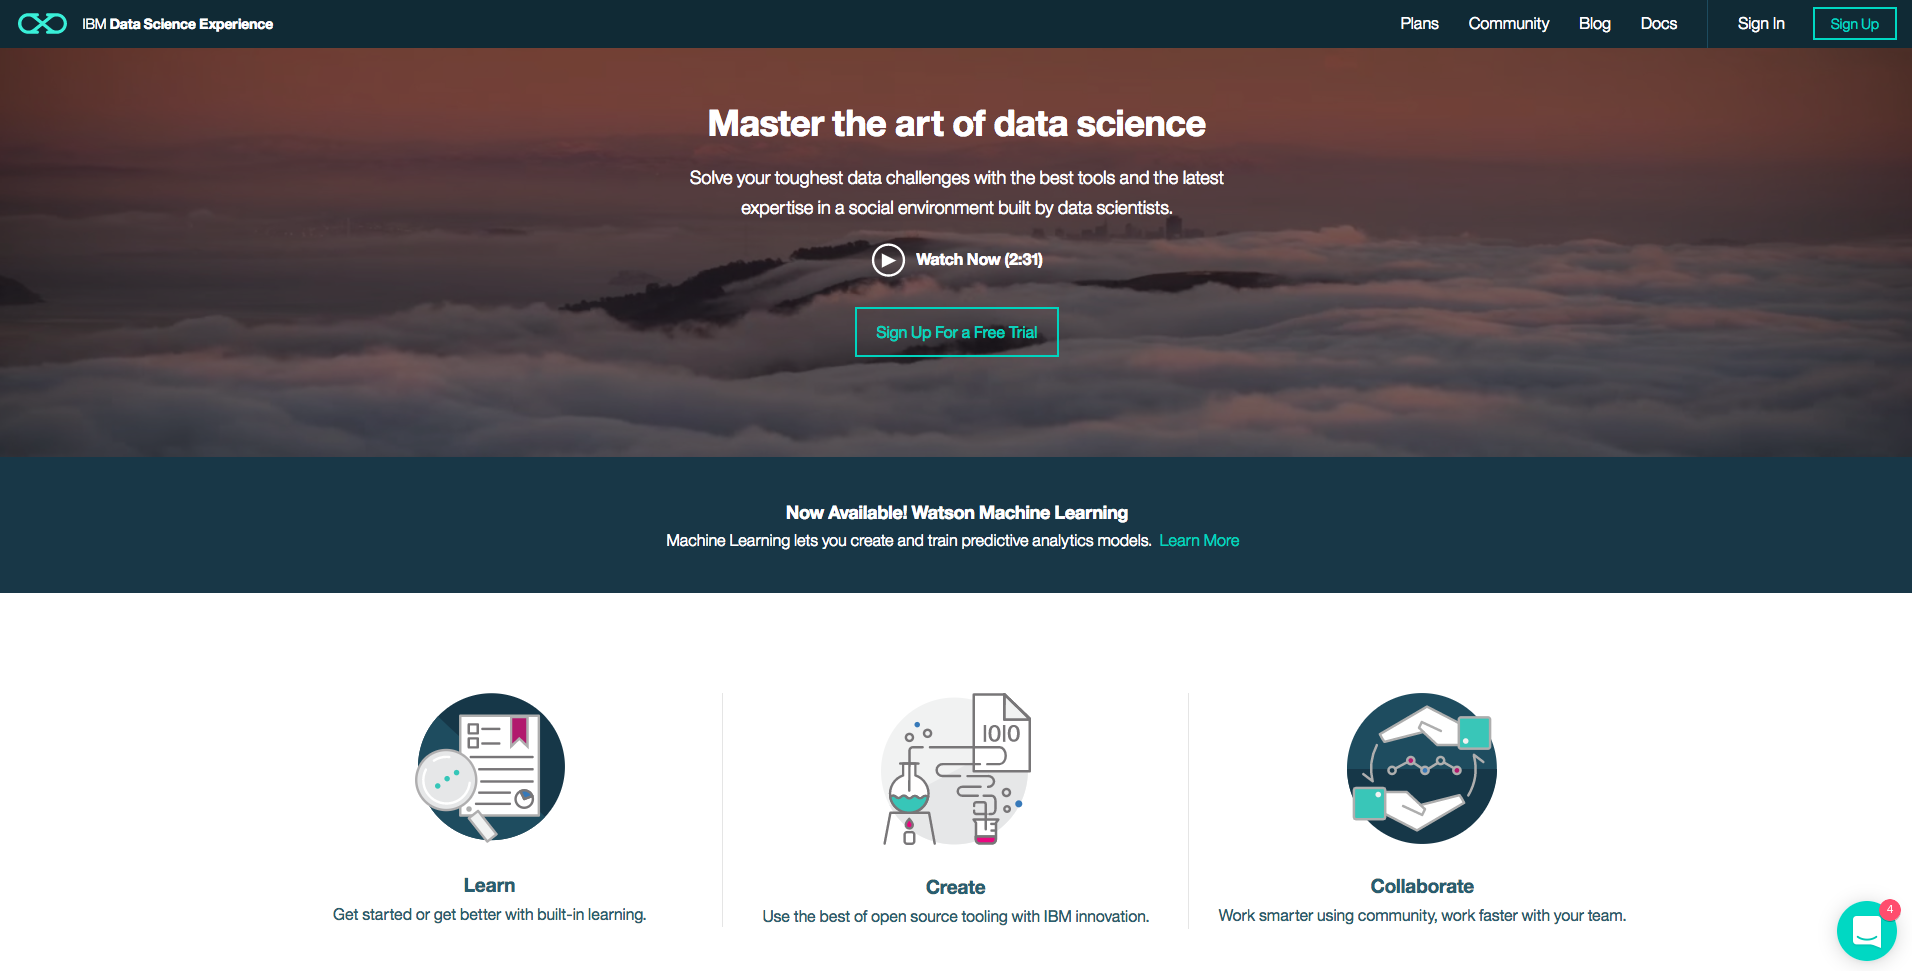 IBM Data Science Experience
Plans
Community
Blog
Docs
Sign In
Sign Up
Master the art of data science
Solve your toughest data challenges with the best tools and the latest
expertise in a social environment built by data scientists.
Watch Now (2:31)
Sign Up For a Free Trial
Now Available! Watson Machine Learning
Machine Learning lets you create and train predictive analytics models. Learn More
1010
Learn
Get started or get better with built-in learning.
Create
Use the best of open source tooling with IBM innovation.
Collaborate
Work smarter using community, work faster with your team.
4